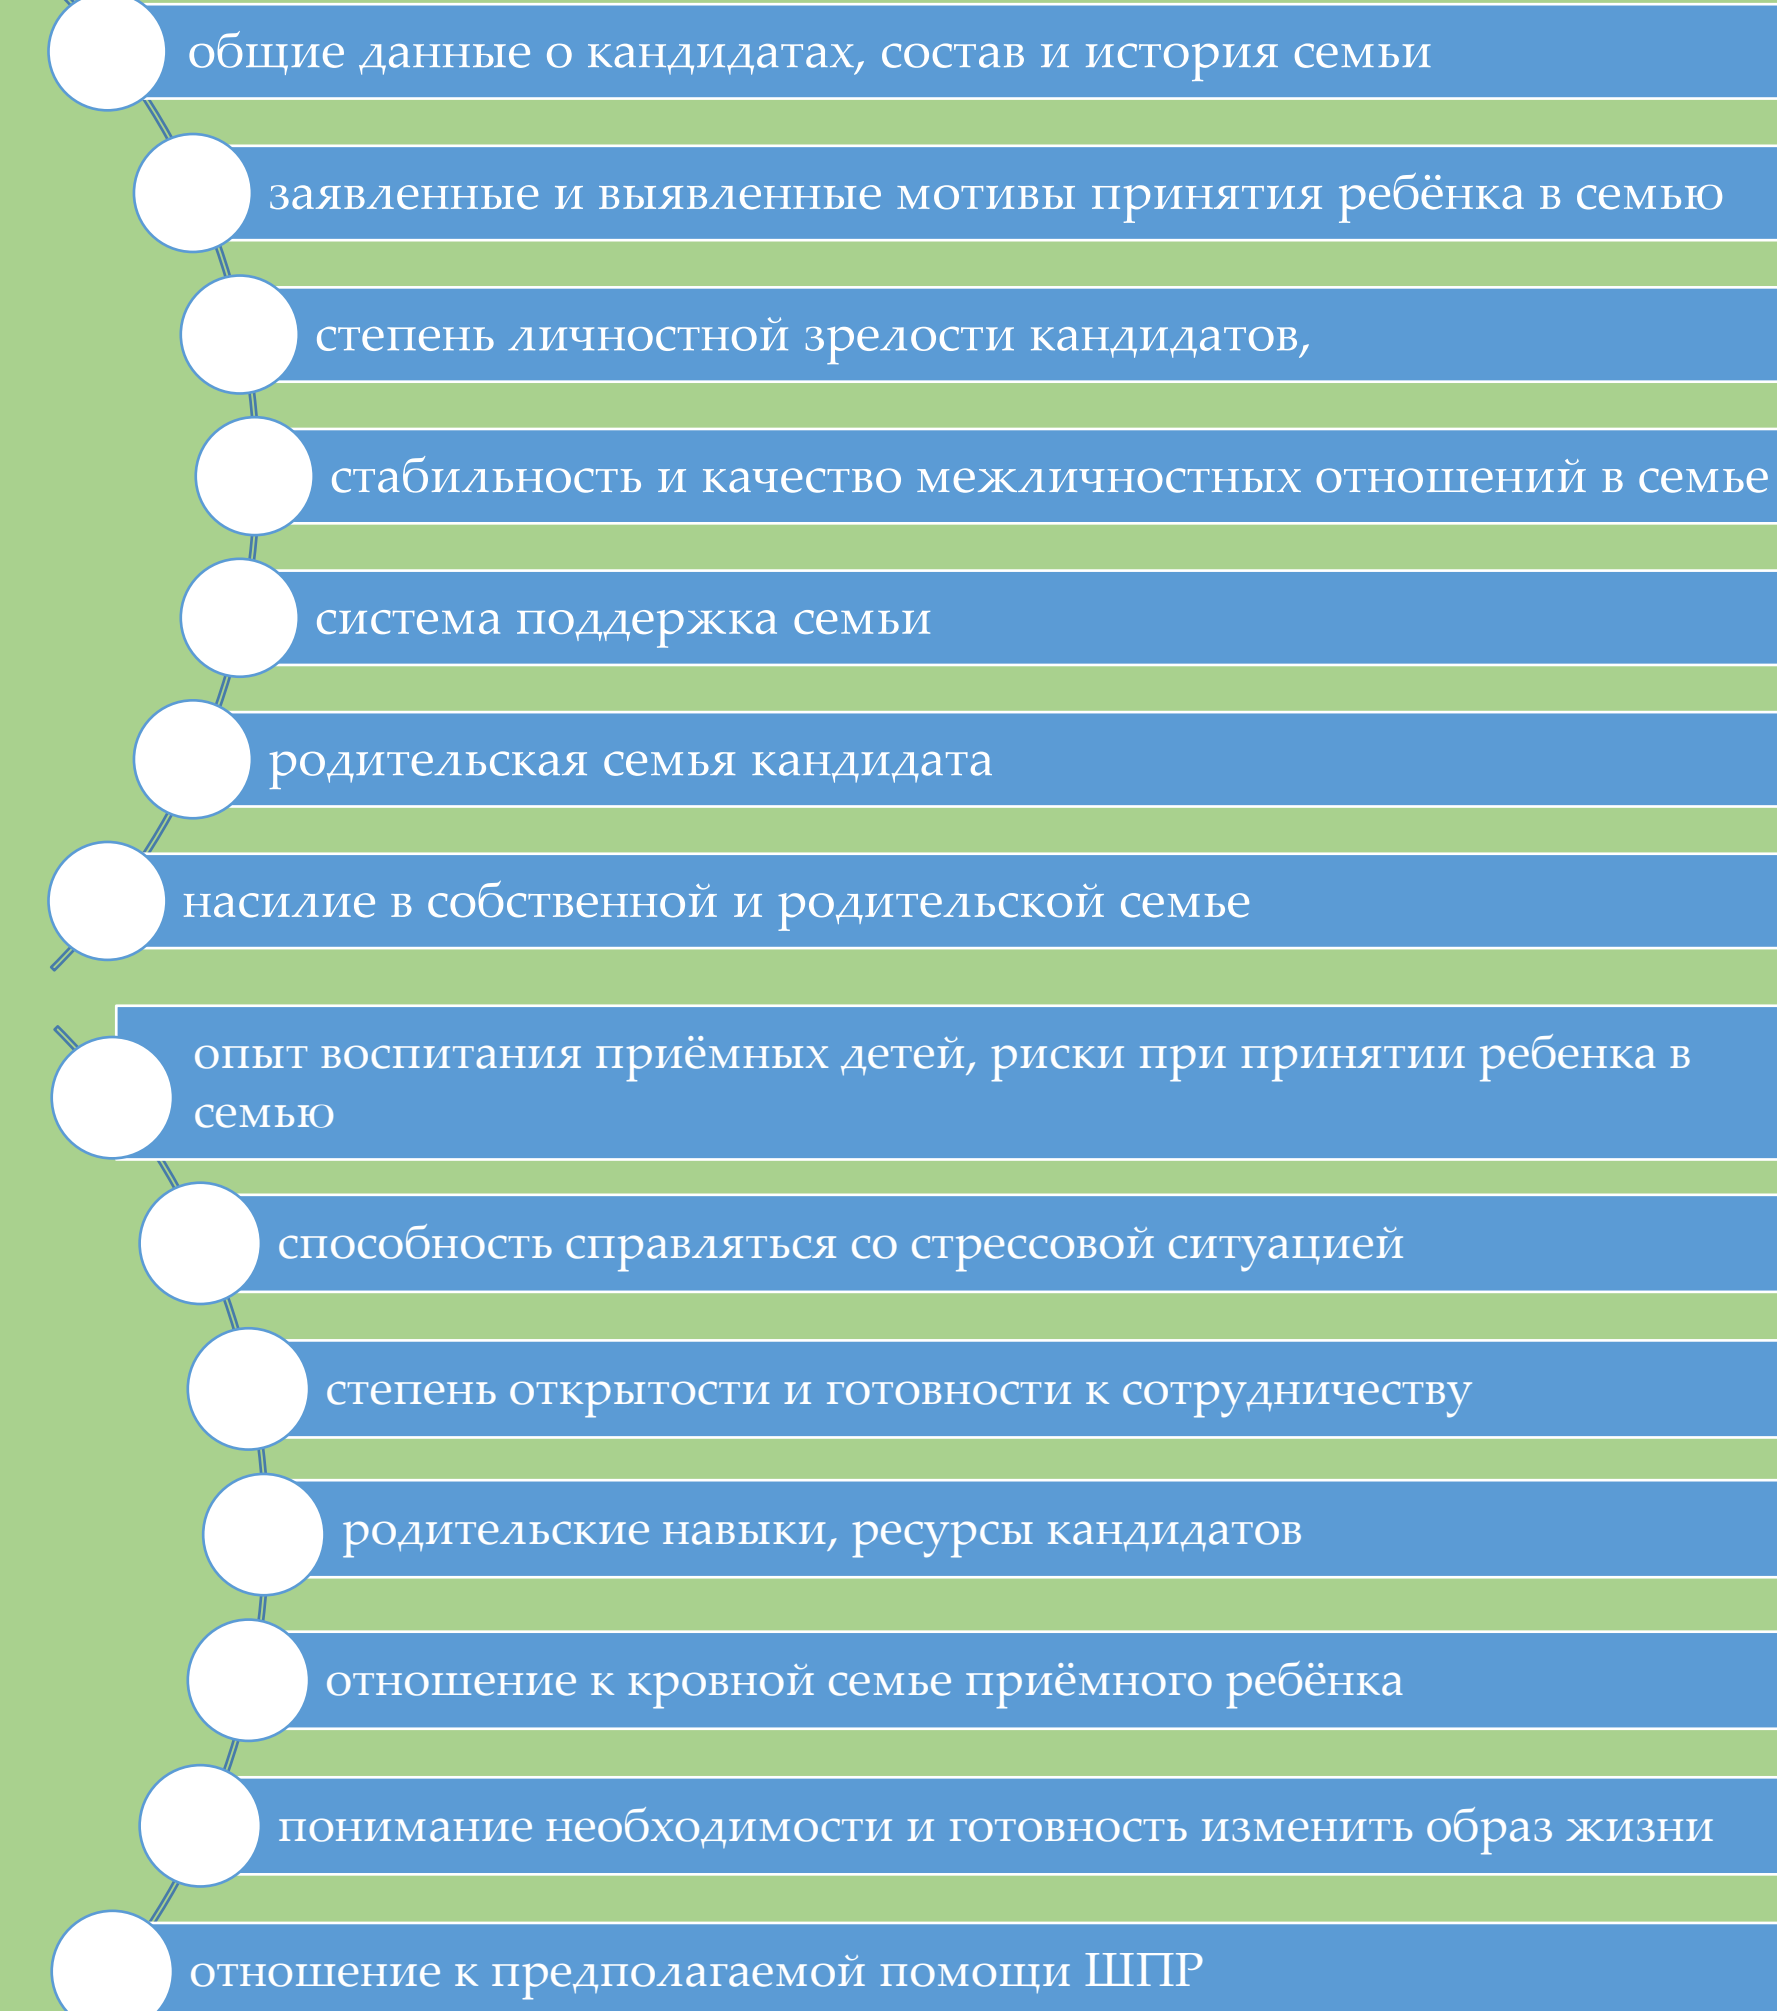 общие данные о кандидатах, состав и история семьи
заявленные и выявленные мотивы принятия ребёнка в семью
степень личностной зрелости кандидатов,
стабильность и качество межличностных отношений в семье
система поддержка семьи
родительская семья кандидата
насилие в собственной и родительской семье
опыт воспитания приёмных детей, риски при принятии ребенка в
семью
способность справляться со стрессовой ситуацией
степень открытости и готовности к сотрудничеству
родительские навыки, ресурсы кандидатов
отношение к кровной семье приёмного ребёнка
понимание необходимости и готовность изменить образ жизни
отношение к предполагаемой помощи ШПР